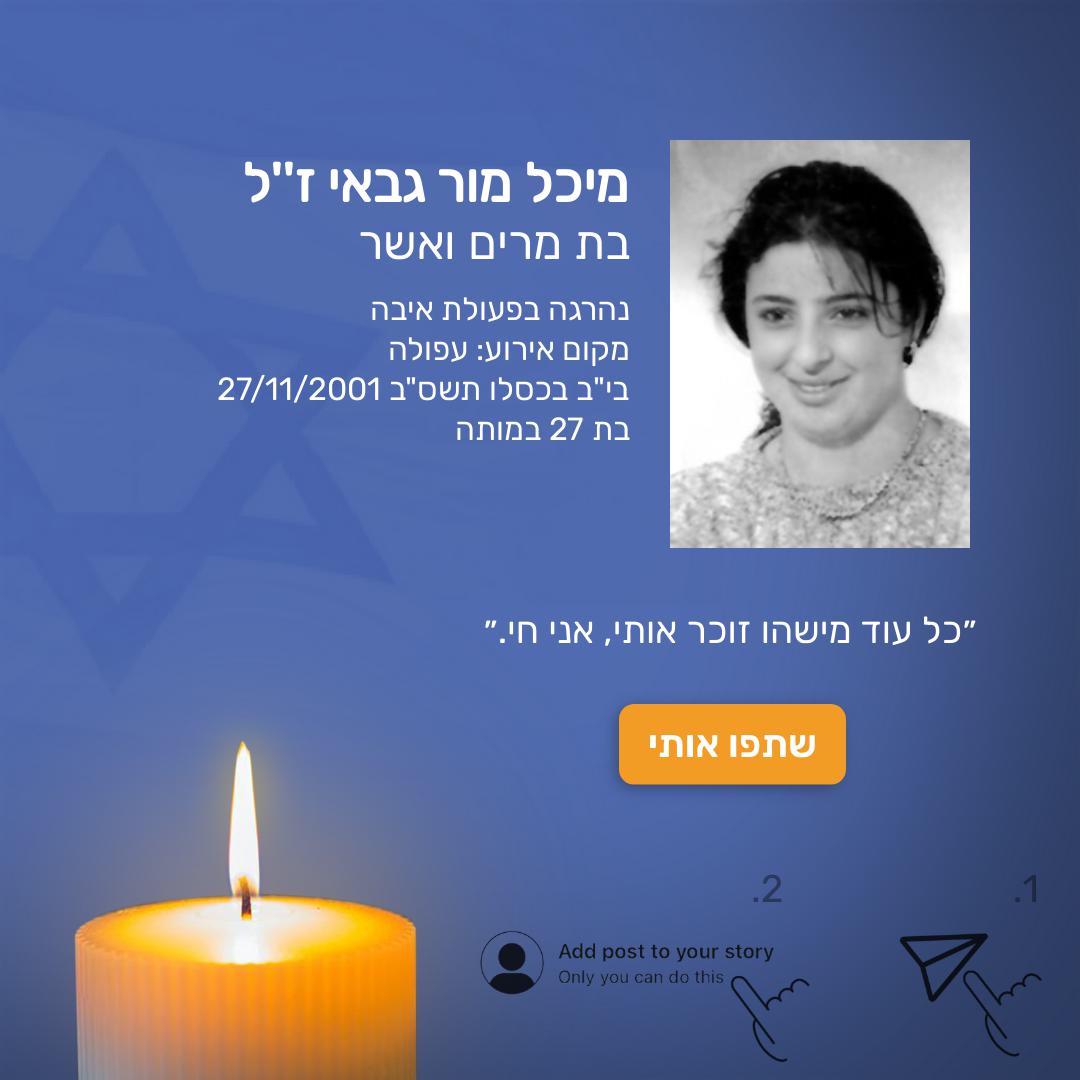 מיכל מור גבאי ז"ל
בת מרים ואשר
נהרגה בפעולת איבה
מקום אירוע: עפולה
בי"ב בכסלו תשס"ב 27/11/2001
בת 27 במותה
״כל עוד מישהו זוכר אותי, אני חי.״
שתפו אותי
1.
2.
Add post to your story
Only you can do this